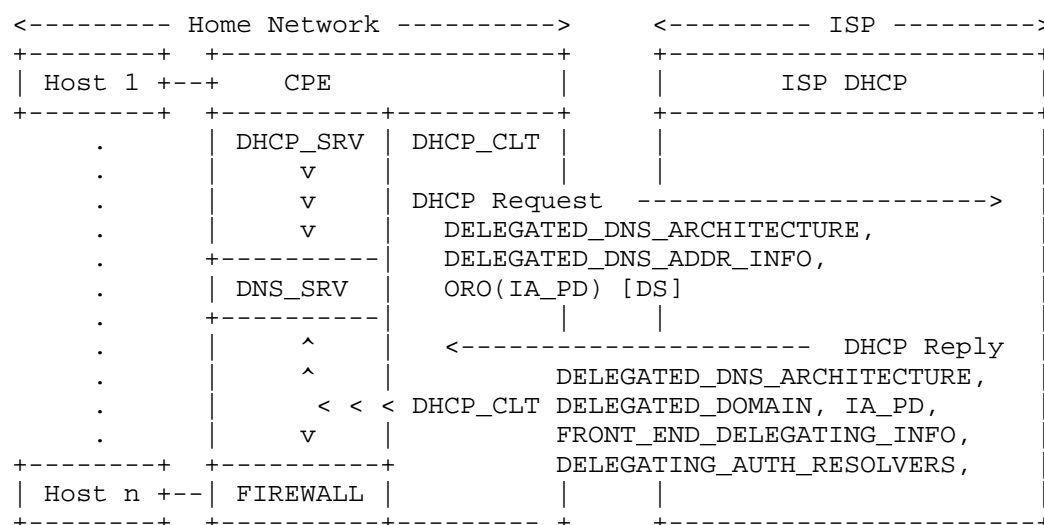 <--------- Home Network ----------> <--------- ISP --------->
Host 1 CPE ISP DHCP
. DHCP_SRV DHCP_CLT
. v
. v DHCP Request ---------------------->
. v DELEGATED_DNS_ARCHITECTURE,
. DELEGATED_DNS_ADDR_INFO,
. DNS_SRV ORO(IA_PD) [DS]
.
. ^ <---------------------- DHCP Reply
. ^ DELEGATED_DNS_ARCHITECTURE,
. < < < DHCP_CLT DELEGATED_DOMAIN, IA_PD,
. v FRONT_END_DELEGATING_INFO,
DELEGATING_AUTH_RESOLVERS,
Host n FIREWALL